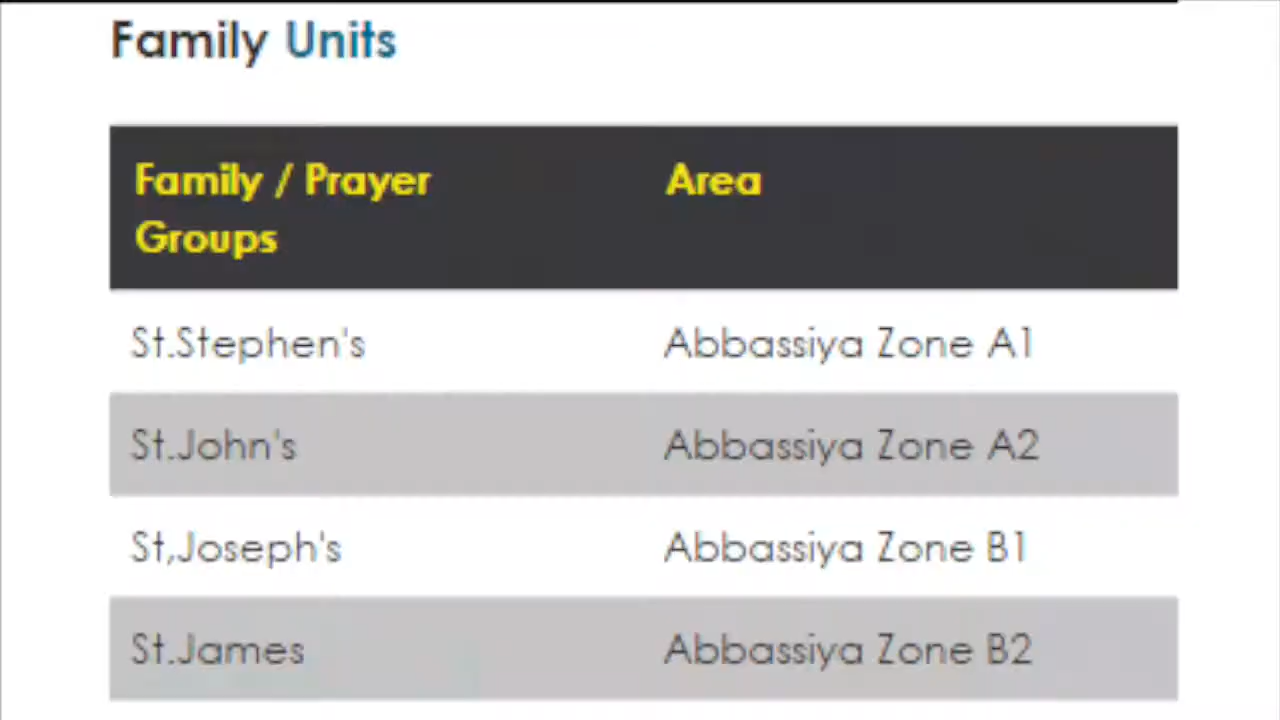 Family Units
Family / Prayer Area
Groups
St.Stephen's Abbassiya Zone A1
St.John's Abbassiya Zone A2
St,Joseph's Abbassiya Zone B1
St.James Abbassiya Zone B2